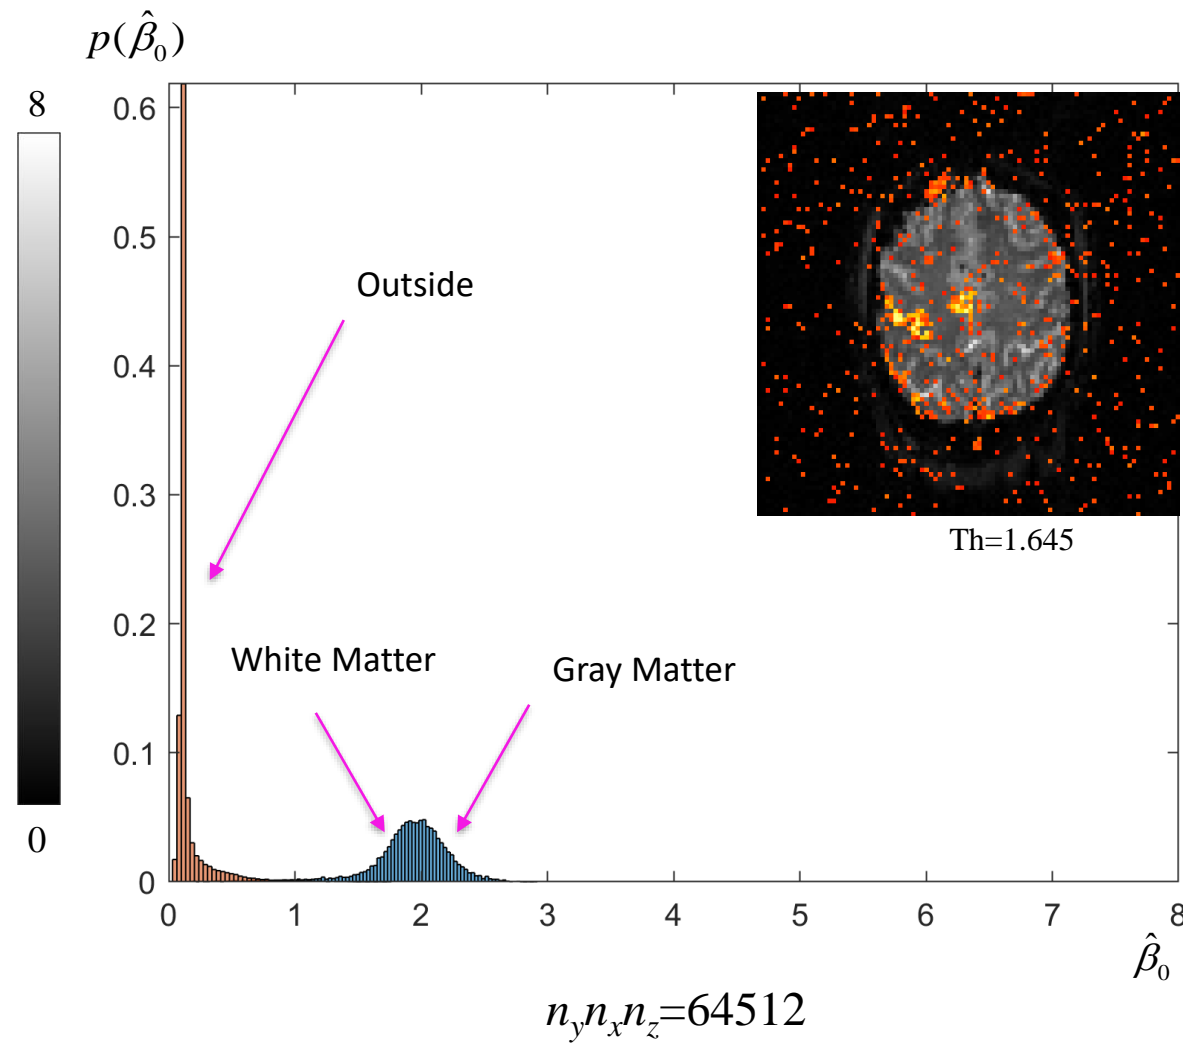 p(β̂₀)
8
0
0.6
0.5
0.4
0.3
0.2
0.1
0
Outside
White Matter
Gray Matter
Th=1.645
0 1 2 3 4 5 6 7 8
β̂₀
nᵧnₓn_z=64512